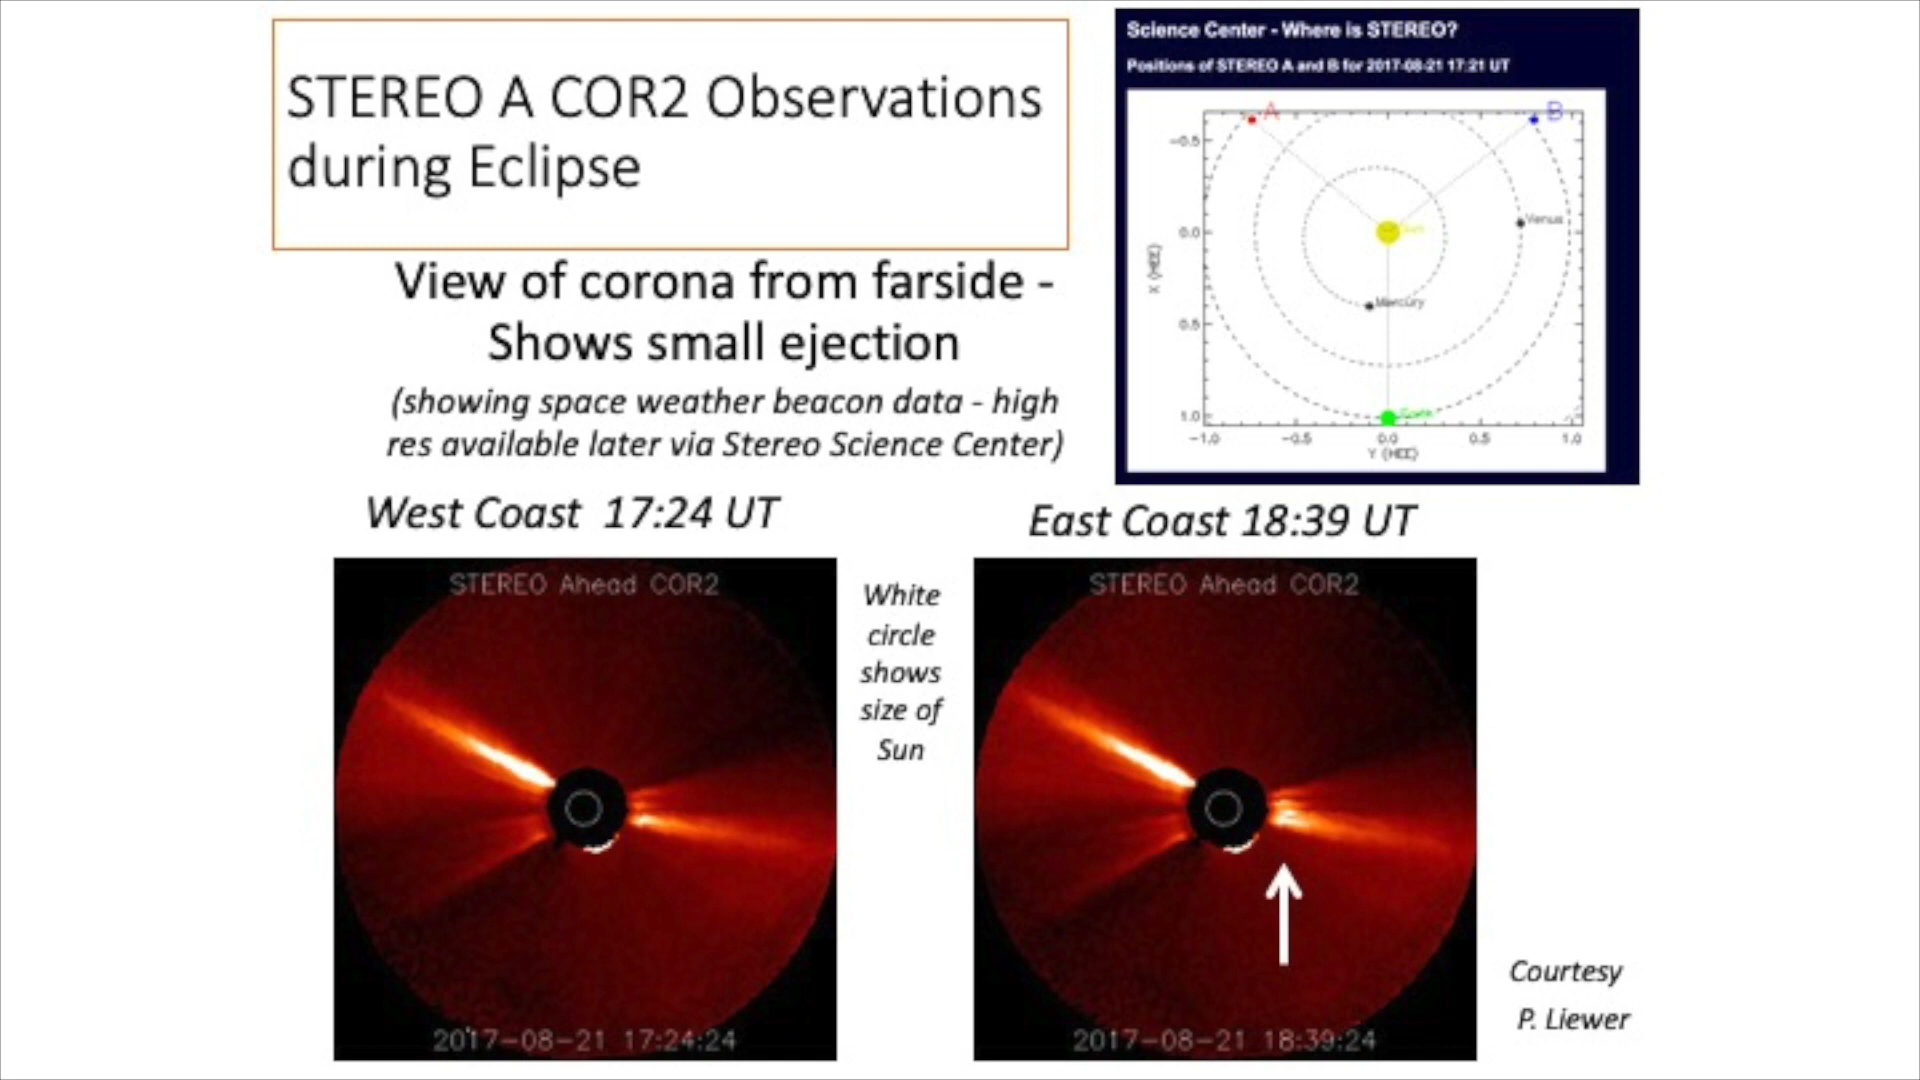 STEREO A COR2 Observations
during Eclipse
View of corona from farside -
Shows small ejection
(showing space weather beacon data - high
res available later via Stereo Science Center)
Science Center - Where is STEREO?
Positions of STEREO A and B for 2017-08-21 17:21 UT
A
B
-0.5
Venus
Sun
0.0
X (HEE)
Mercury
0.5
1.0
-1.0 -0.5 0.0 0.5 1.0
Y (HEE)
West Coast 17:24 UT
East Coast 18:39 UT
STEREO Ahead COR2
2017-08-21 17:24:24
White
circle
shows
size of
Sun
STEREO Ahead COR2
2017-08-21 18:39:24
Courtesy
P. Liewer